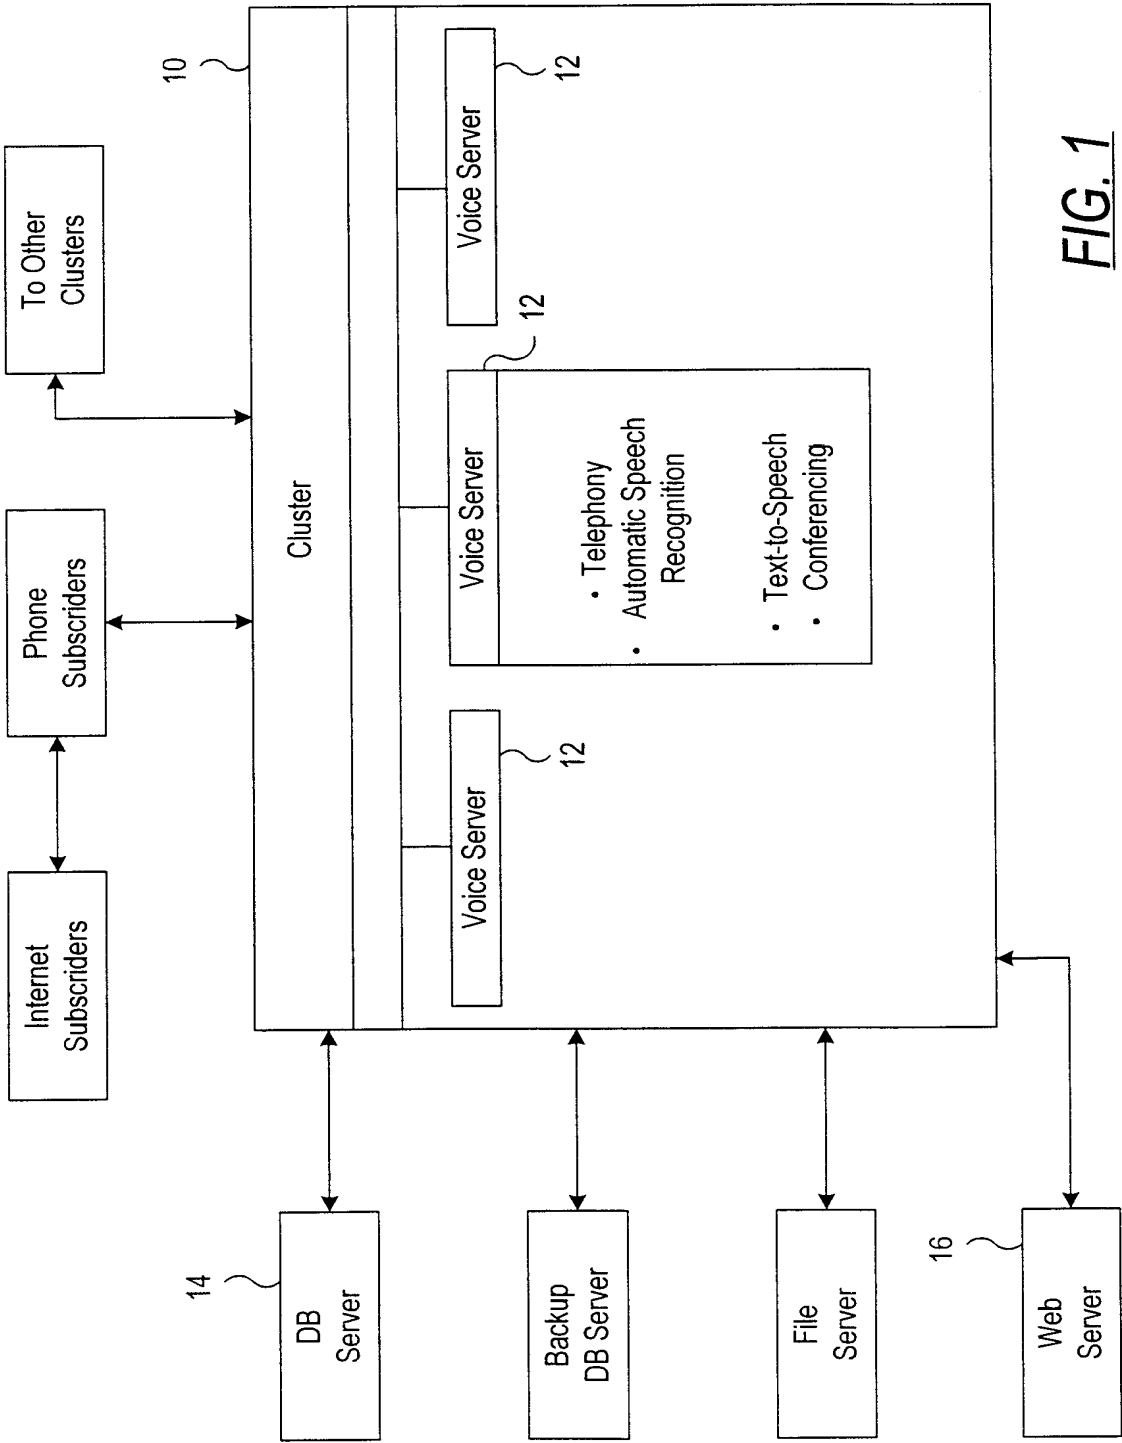 Internet
Subscriders
Phone
Subscriders
To Other
Clusters
10
Cluster
Voice Server
12
Voice Server
12
• Telephony
• Automatic Speech
Recognition
• Text-to-Speech
• Conferencing
Voice Server
12
14
DB
Server
Backup
DB Server
File
Server
16
Web
Server
FIG. 1